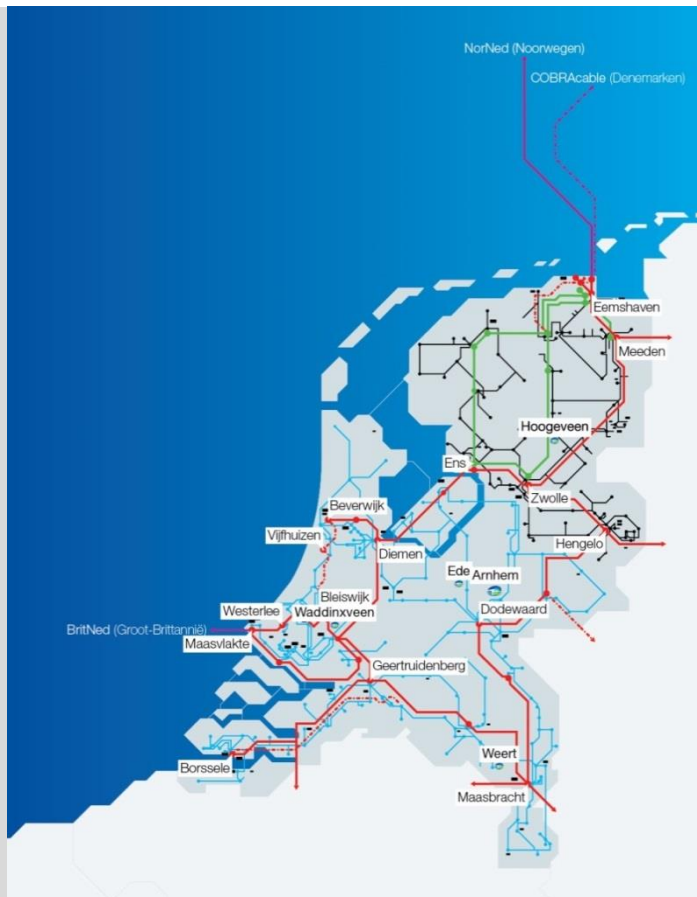 NorNed (Noorwegen)
COBRAcable (Denemarken)
Eemshaven
Meeden
Hoogeveen
Ens
Zwolle
Beverwijk
Vijfhuizen
Hengelo
Diemen
Ede
Arnhem
Bleiswijk
Westerlee
Waddinxveen
Dodewaard
BritNed (Groot-Brittannië)
Maasvlakte
Geertruidenberg
Weert
Borssele
Maasbracht